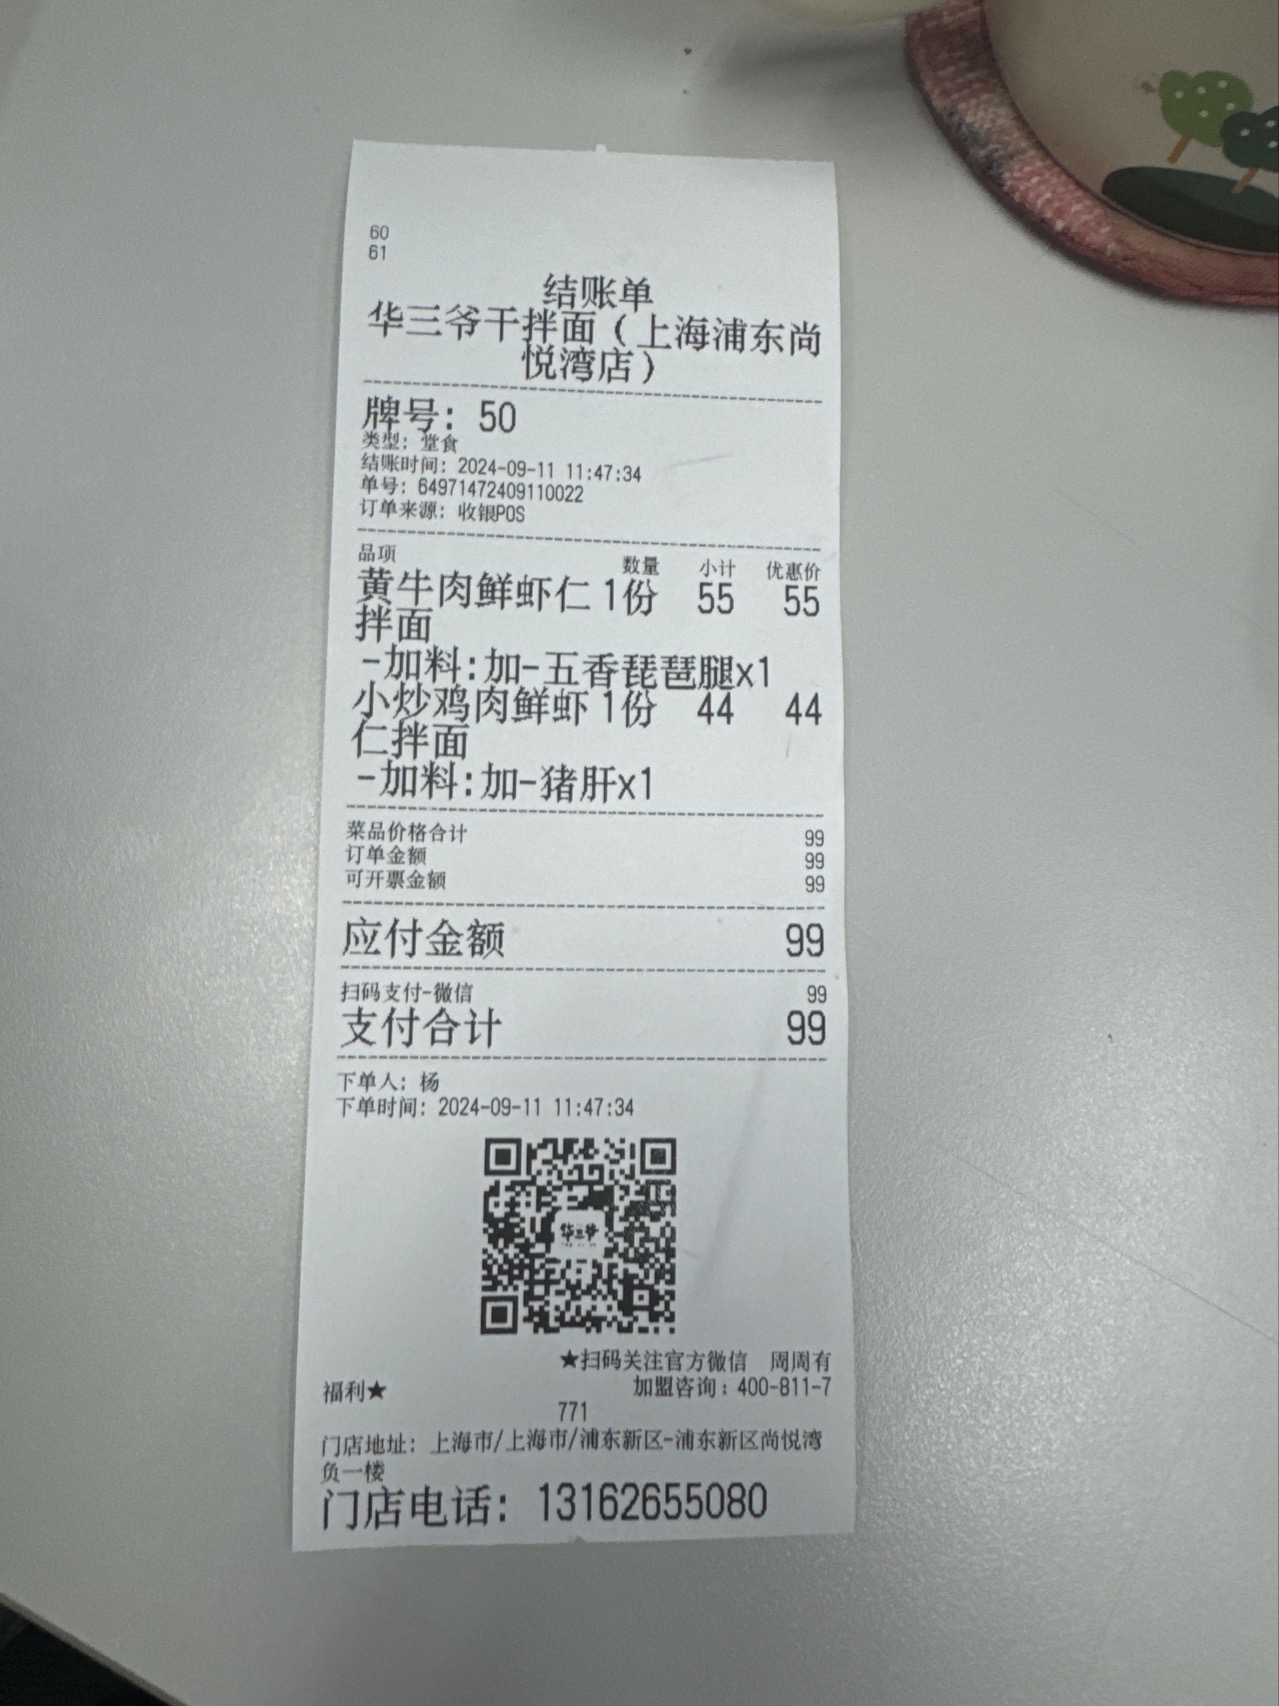 60
61
结账单
华三爷干拌面（上海浦东尚
悦湾店）
牌号：50
类型：堂食
结账时间：2024-09-11 11:47:34
单号：64971472409110022
订单来源：收银POS
品项 数量 小计 优惠价
黄牛肉鲜虾仁 1份 55 55
拌面
-加料:加-五香琵琶腿x1
小炒鸡肉鲜虾 1份 44 44
仁拌面
-加料:加-猪肝x1
菜品价格合计 99
订单金额 99
可开票金额 99
应付金额 99
扫码支付-微信 99
支付合计 99
下单人：杨
下单时间：2024-09-11 11:47:34
华三爷
★扫码关注官方微信 周周有
福利★ 加盟咨询：400-811-7
771
门店地址：上海市/上海市/浦东新区-浦东新区尚悦湾
负一楼
门店电话：13162655080